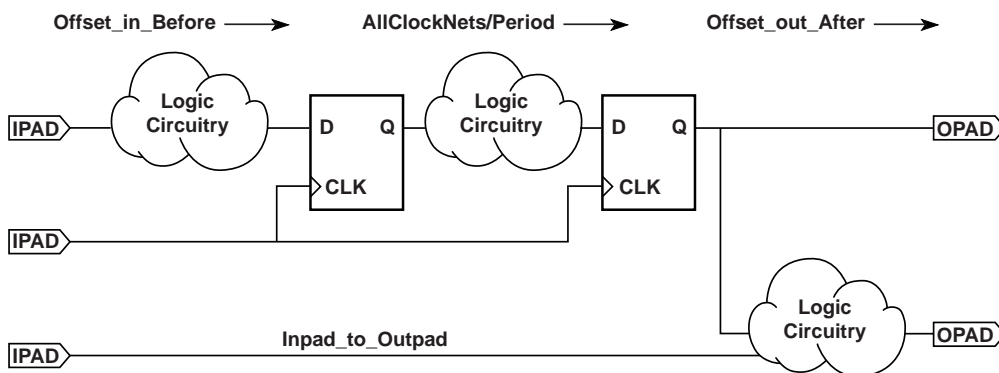 Offset_in_Before
AllClockNets/Period
Offset_out_After
IPAD
Logic
Circuitry
D
Q
CLK
Logic
Circuitry
D
Q
CLK
OPAD
IPAD
Logic
Circuitry
OPAD
Inpad_to_Outpad
IPAD